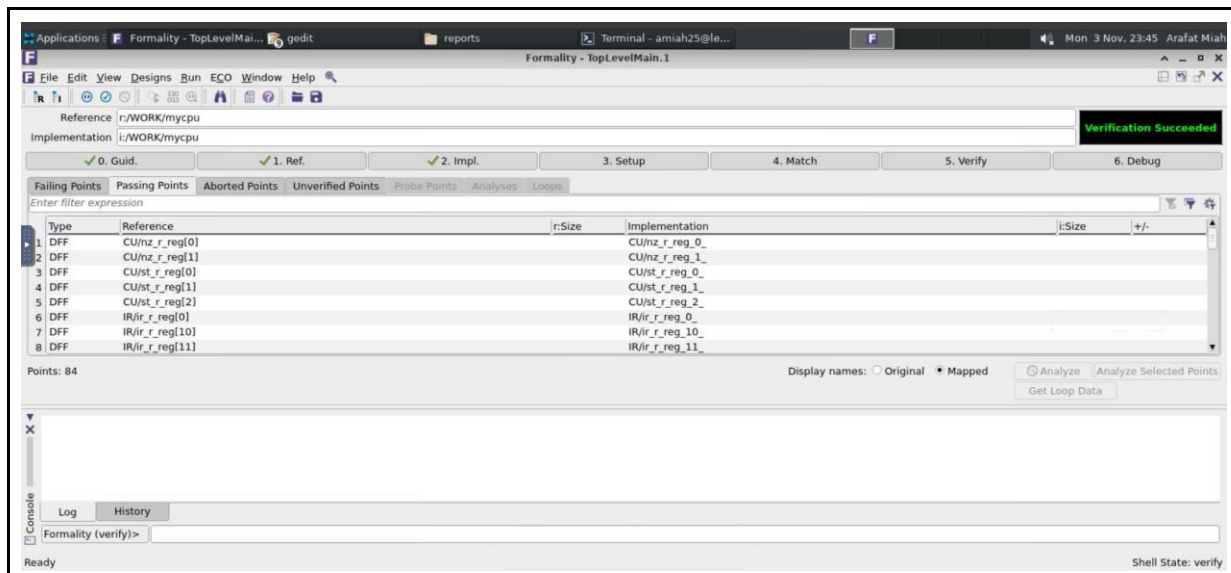 Applications Formality - TopLevelMai... gedit reports Terminal - amiah25@le... Mon 3 Nov, 23:45 Arafat Miah
Formality - TopLevelMain.1
File Edit View Designs Run ECO Window Help
Reference r:/WORK/mycpu
Verification Succeeded
Implementation i:/WORK/mycpu
0. Guid. 1. Ref. 2. Impl. 3. Setup 4. Match 5. Verify 6. Debug
Failing Points Passing Points Aborted Points Unverified Points Probe Points Analyses Loops
Enter filter expression
Type Reference r:Size Implementation i:Size +/-
1 DFF CU/nz_r_reg[0] CU/nz_r_reg_0_
2 DFF CU/nz_r_reg[1] CU/nz_r_reg_1_
3 DFF CU/st_r_reg[0] CU/st_r_reg_0_
4 DFF CU/st_r_reg[1] CU/st_r_reg_1_
5 DFF CU/st_r_reg[2] CU/st_r_reg_2_
6 DFF IR/ir_r_reg[0] IR/ir_r_reg_0_
7 DFF IR/ir_r_reg[10] IR/ir_r_reg_10_
8 DFF IR/ir_r_reg[11] IR/ir_r_reg_11_
Points: 84 Display names: Original Mapped Analyze Analyze Selected Points
Get Loop Data
Console
Log History
Formality (verify)>
Ready Shell State: verify